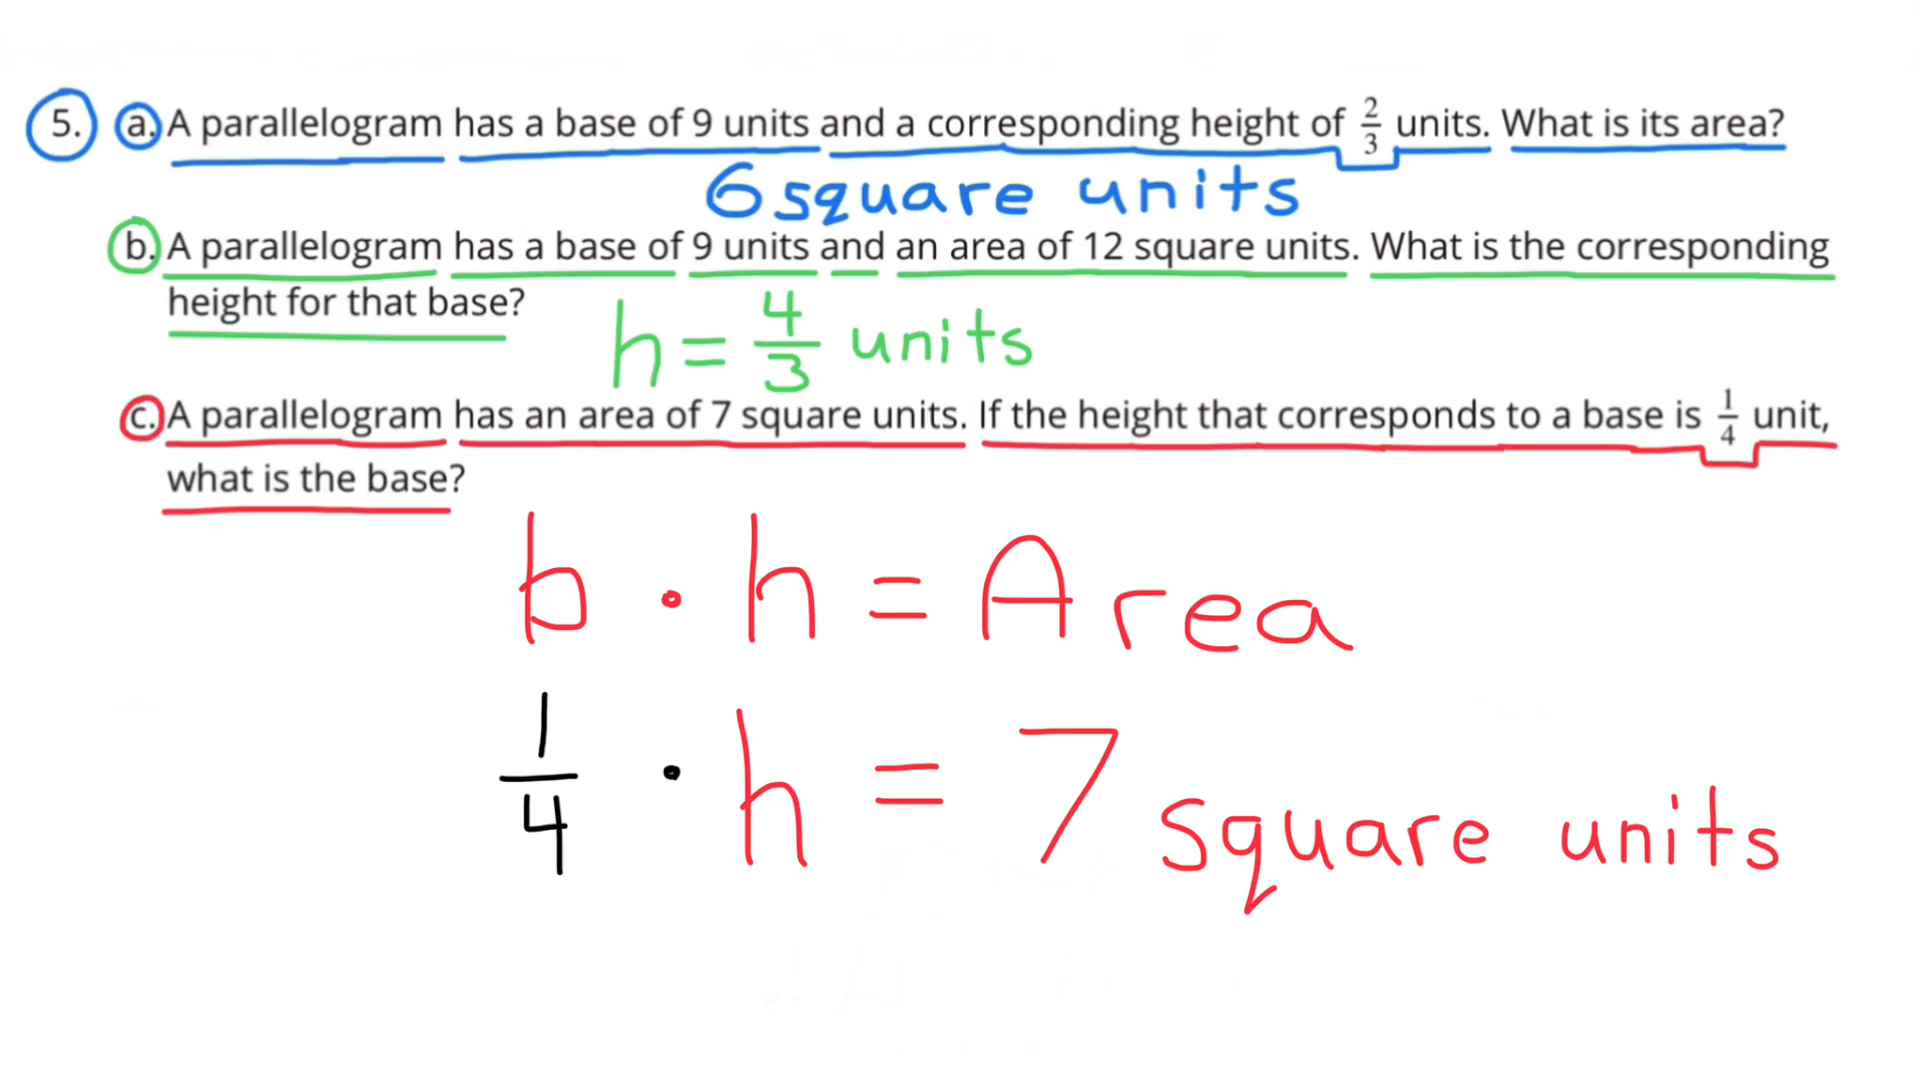 5. a. A parallelogram has a base of 9 units and a corresponding height of 2/3 units. What is its area?
6 square units
b. A parallelogram has a base of 9 units and an area of 12 square units. What is the corresponding
height for that base?
h = 4/3 units
c. A parallelogram has an area of 7 square units. If the height that corresponds to a base is 1/4 unit,
what is the base?
b · h = Area
1/4 · h = 7 square units